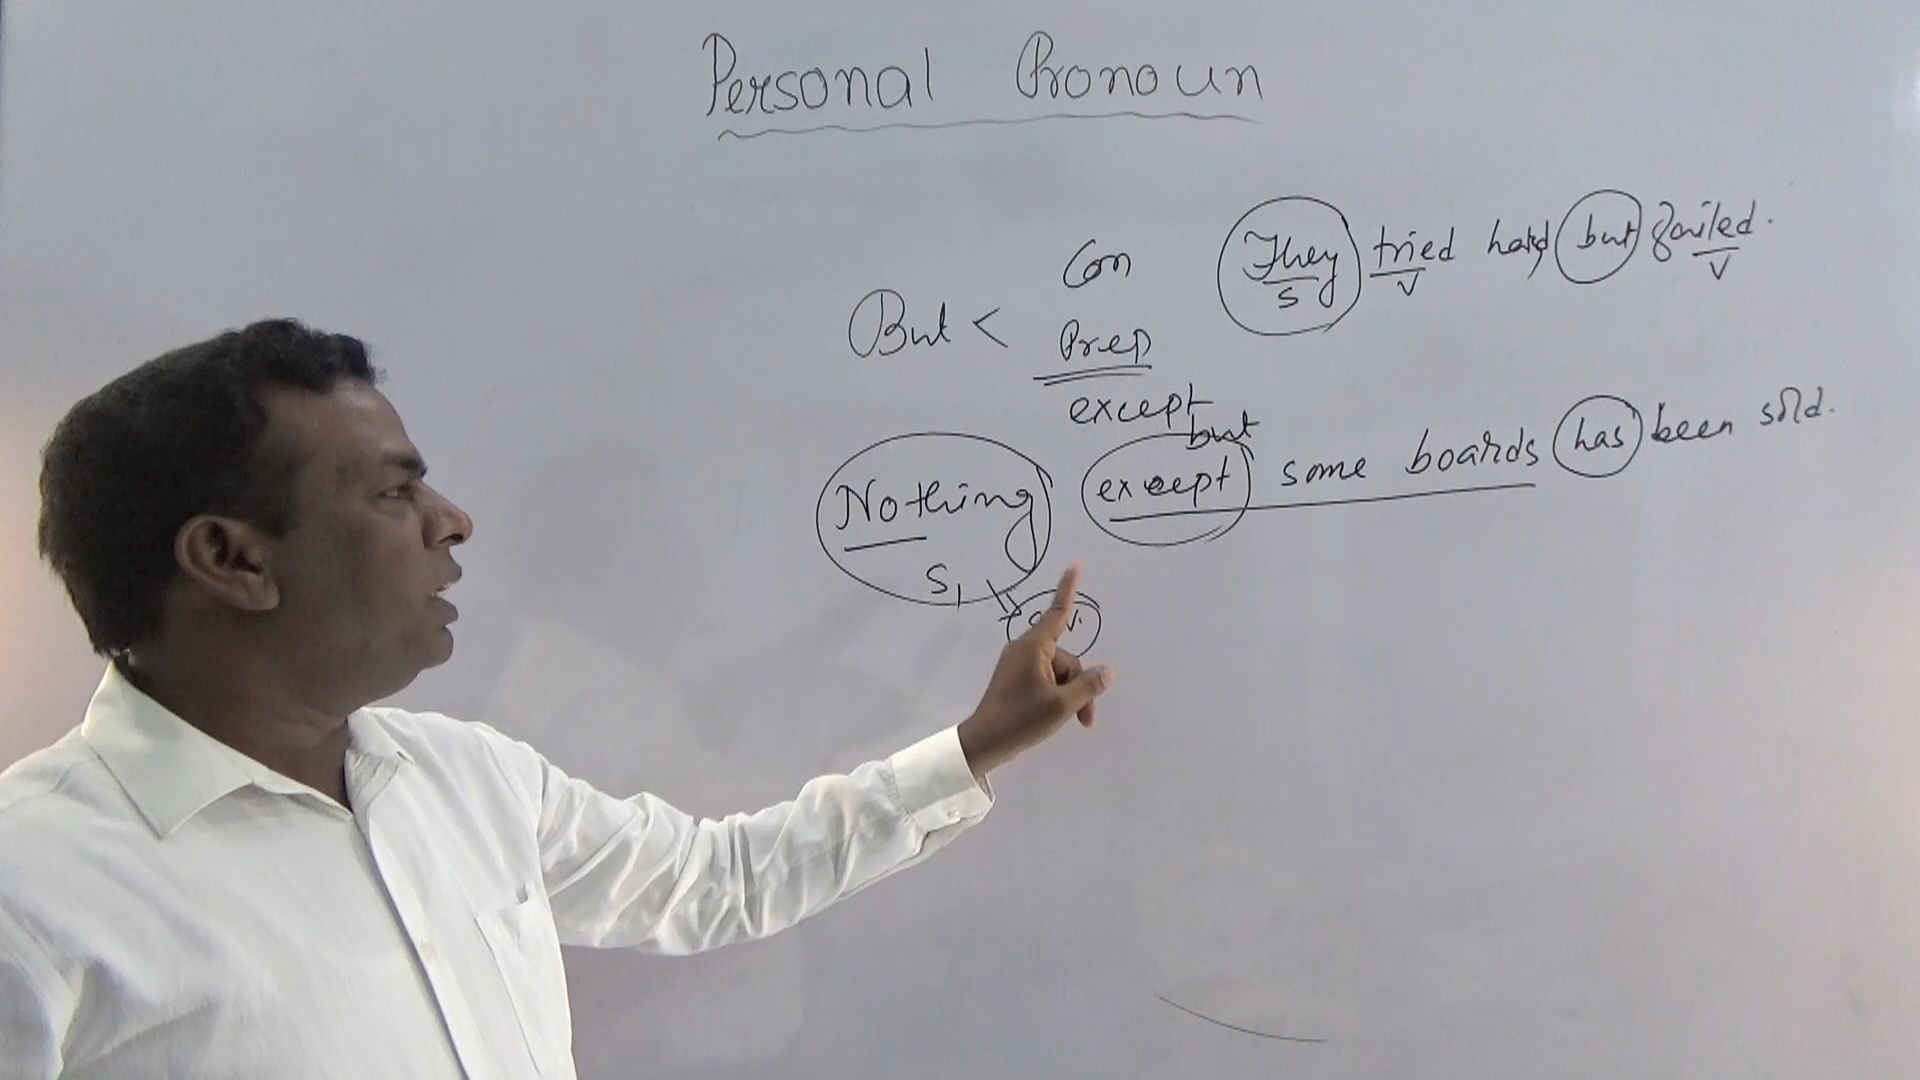 Personal Pronoun
Con They tried hard, but failed.
S V V
But <
Prep
except
but
Nothing except some boards has been sold.
S,